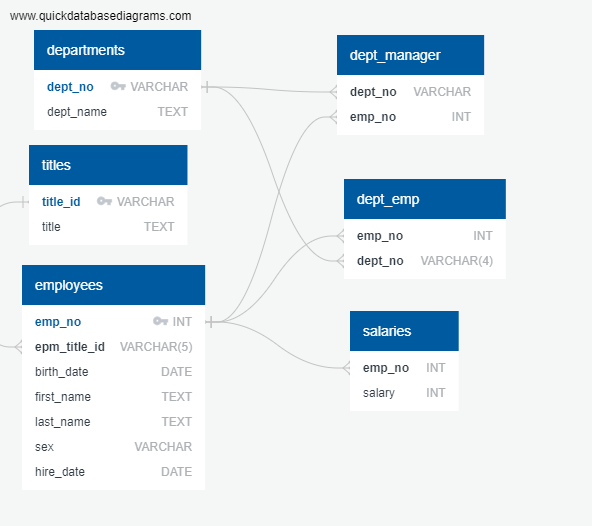 www.quickdatabasediagrams.com
departments
dept_no VARCHAR
dept_name TEXT
titles
title_id VARCHAR
title TEXT
employees
emp_no INT
epm_title_id VARCHAR(5)
birth_date DATE
first_name TEXT
last_name TEXT
sex VARCHAR
hire_date DATE
dept_manager
dept_no VARCHAR
emp_no INT
dept_emp
emp_no INT
dept_no VARCHAR(4)
salaries
emp_no INT
salary INT